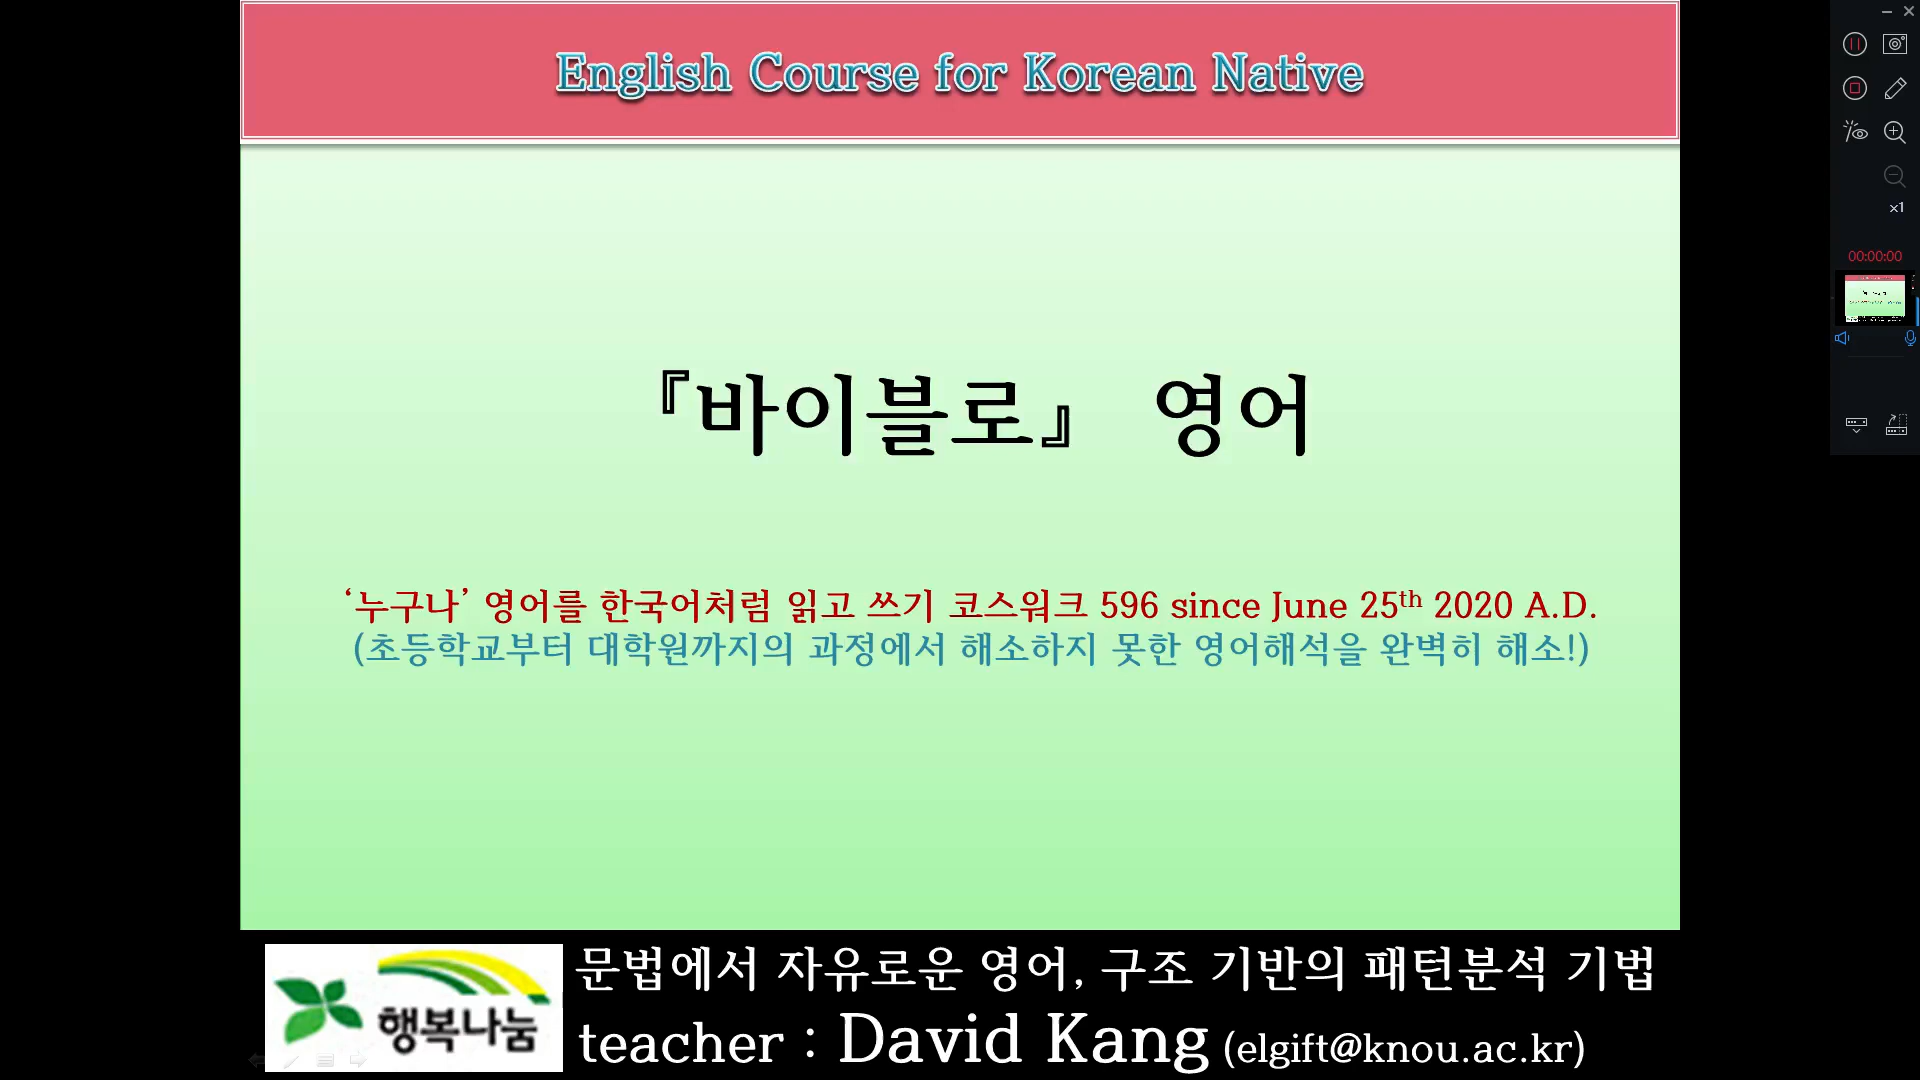 English Course for Korean Native
『바이블로』 영어
‘누구나’ 영어를 한국어처럼 읽고 쓰기 코스워크 596 since June 25th 2020 A.D.
(초등학교부터 대학원까지의 과정에서 해소하지 못한 영어해석을 완벽히 해소!)
행복나눔
문법에서 자유로운 영어, 구조 기반의 패턴분석 기법
teacher : David Kang (elgift@knou.ac.kr)
x1
00:00:00